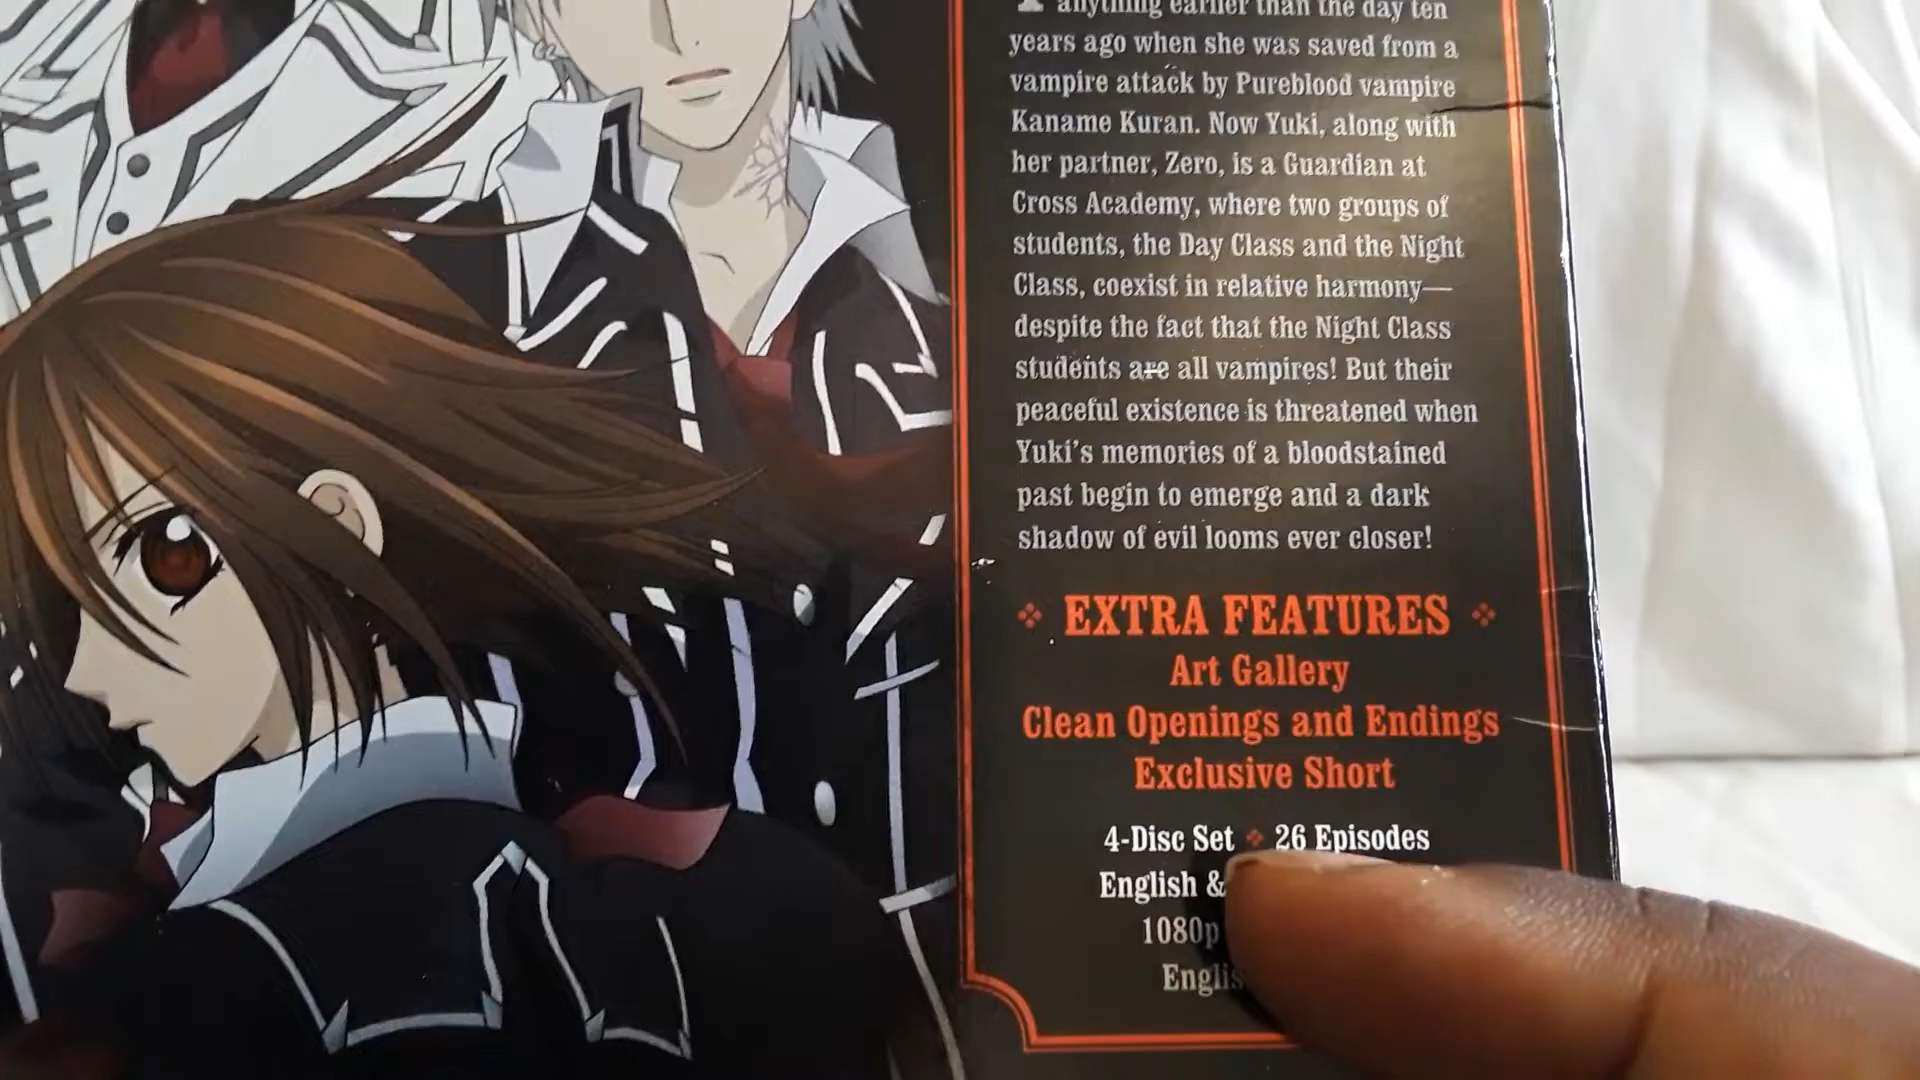 anything earlier than the day ten
years ago when she was saved from a
vampire attack by Pureblood vampire
Kaname Kuran. Now Yuki, along with
her partner, Zero, is a Guardian at
Cross Academy, where two groups of
students, the Day Class and the Night
Class, coexist in relative harmony—
despite the fact that the Night Class
students are all vampires! But their
peaceful existence is threatened when
Yuki's memories of a bloodstained
past begin to emerge and a dark
shadow of evil looms ever closer!
EXTRA FEATURES
Art Gallery
Clean Openings and Endings
Exclusive Short
4-Disc Set 26 Episodes
English &
1080p